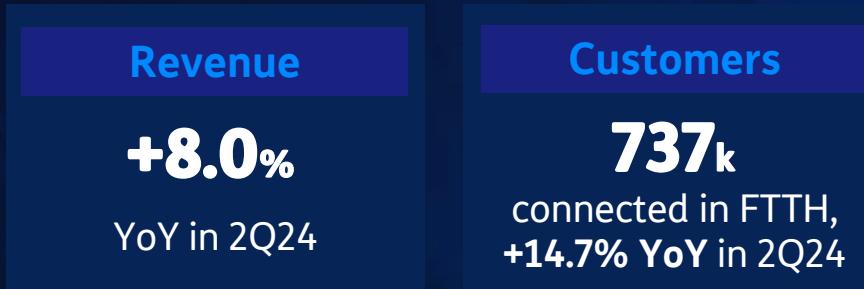 Revenue
+8.0%
YoY in 2Q24
Customers
737k
connected in FTTH,
+14.7% YoY in 2Q24